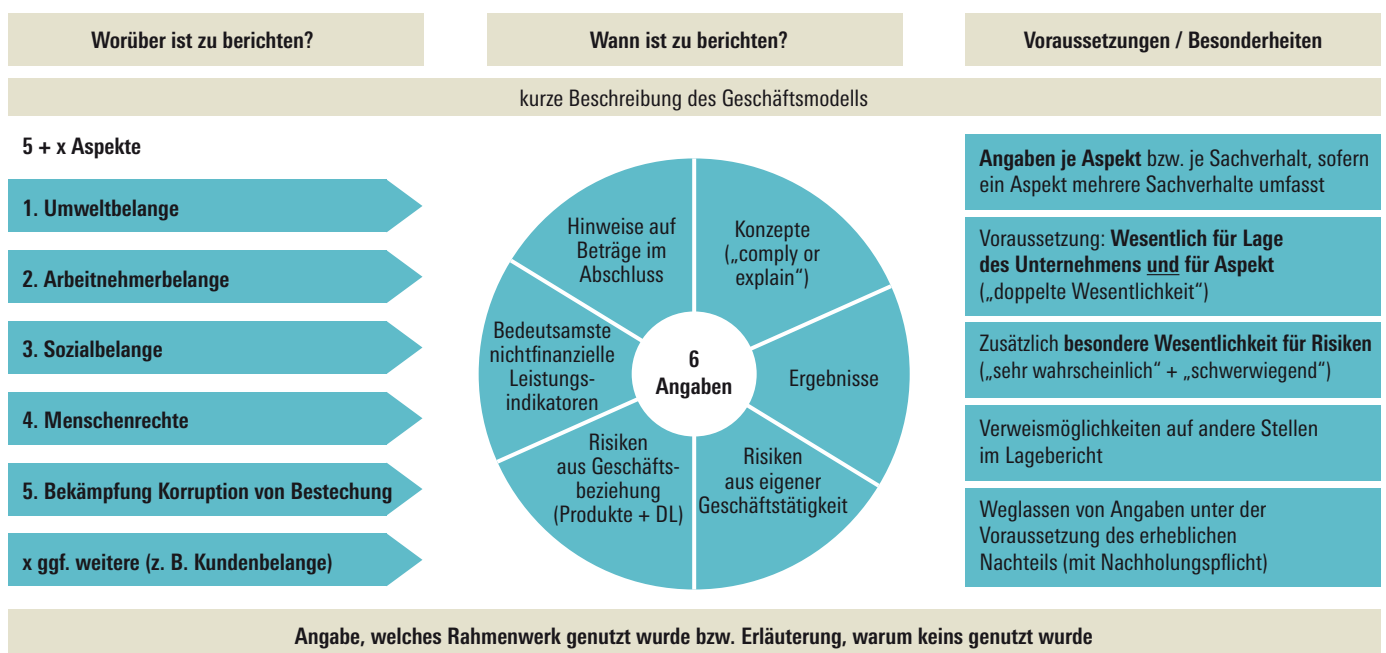 Worüber ist zu berichten?
Wann ist zu berichten?
Voraussetzungen / Besonderheiten
kurze Beschreibung des Geschäftsmodells
5 + x Aspekte
1. Umweltbelange
2. Arbeitnehmerbelange
3. Sozialbelange
4. Menschenrechte
5. Bekämpfung Korruption von Bestechung
x ggf. weitere (z. B. Kundenbelange)
6
Angaben
Konzepte
(„comply or
explain“)
Ergebnisse
Risiken
aus eigener
Geschäftstätigkeit
Risiken
aus Geschäfts-
beziehung
(Produkte + DL)
Bedeutsamste
nichtfinanzielle
Leistungs-
indikatoren
Hinweise auf
Beträge im
Abschluss
Angaben je Aspekt bzw. je Sachverhalt, sofern
ein Aspekt mehrere Sachverhalte umfasst
Voraussetzung: Wesentlich für Lage
des Unternehmens und für Aspekt
(„doppelte Wesentlichkeit“)
Zusätzlich besondere Wesentlichkeit für Risiken
(„sehr wahrscheinlich“ + „schwerwiegend“)
Verweismöglichkeiten auf andere Stellen
im Lagebericht
Weglassen von Angaben unter der
Voraussetzung des erheblichen
Nachteils (mit Nachholungspflicht)
Angabe, welches Rahmenwerk genutzt wurde bzw. Erläuterung, warum keins genutzt wurde